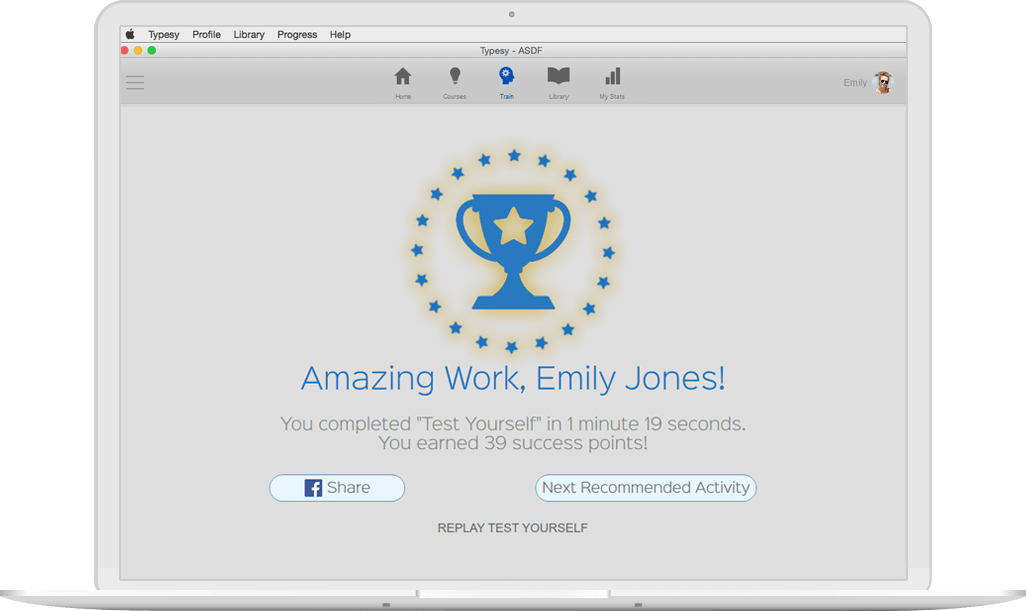 Typesy Profile Library Progress Help
Typesy - ASDF
Home Courses Train Library My Stats
Emily
Amazing Work, Emily Jones!
You completed "Test Yourself" in 1 minute 19 seconds.
You earned 39 success points!
f Share
Next Recommended Activity
REPLAY TEST YOURSELF